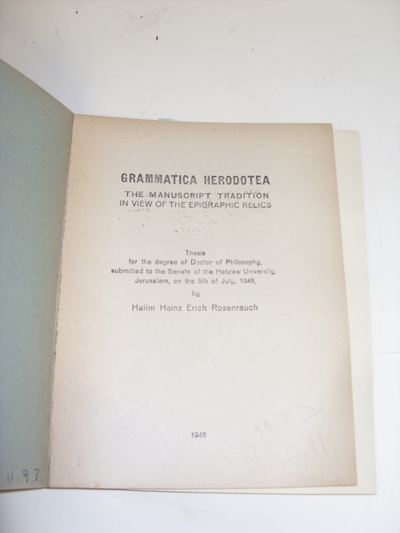 GRAMMATICA HERODOTEA
THE MANUSCRIPT TRADITION
IN VIEW OF THE EPIGRAPHIC RELICS
Thesis
for the degree of Doctor of Philosophy,
submitted to the Senate of the Hebrew University,
Jerusalem, on the 5th of July, 1948,
by
Halim Heinz Erich Rosenrauch
1948